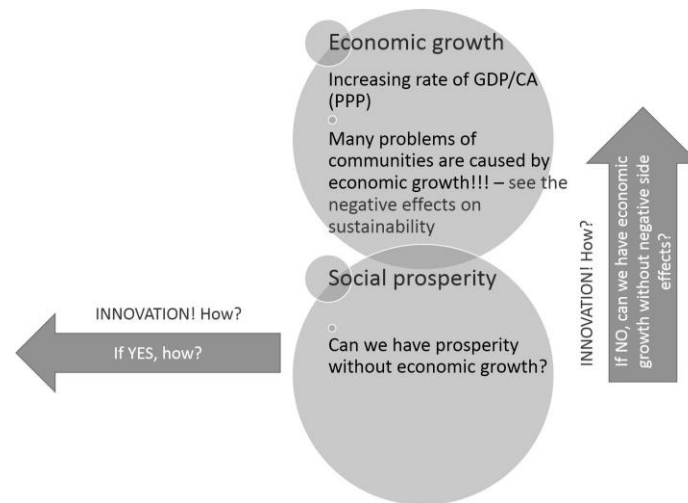 Economic growth
Increasing rate of GDP/CA
(PPP)
Many problems of
communities are caused by
economic growth!!! – see the
negative effects on
sustainability
Social prosperity
Can we have prosperity
without economic growth?
INNOVATION! How?
If YES, how?
INNOVATION! How?
If NO, can we have economic
growth without negative side
effects?